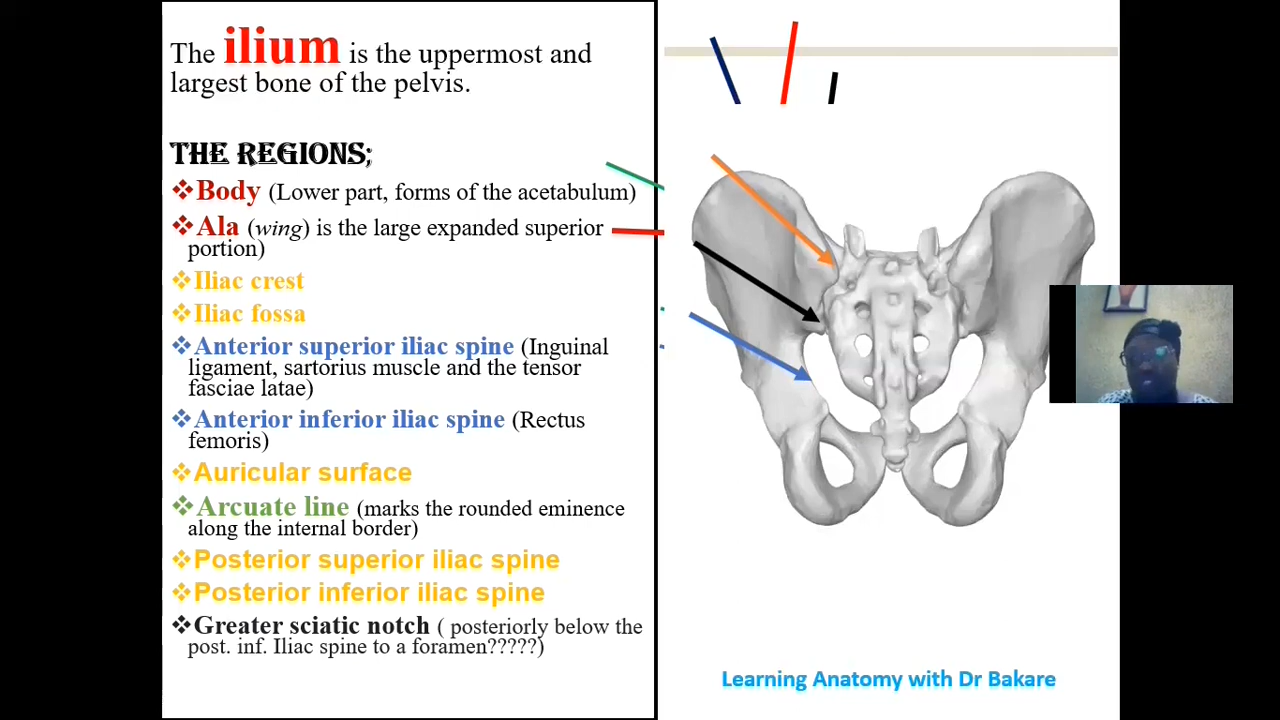 The ilium is the uppermost and
largest bone of the pelvis.
THE REGIONS;
❖Body (Lower part, forms of the acetabulum)
❖Ala (wing) is the large expanded superior
portion)
❖Iliac crest
❖Iliac fossa
❖Anterior superior iliac spine (Inguinal
ligament, sartorius muscle and the tensor
fasciae latae)
❖Anterior inferior iliac spine (Rectus
femoris)
❖Auricular surface
❖Arcuate line (marks the rounded eminence
along the internal border)
❖Posterior superior iliac spine
❖Posterior inferior iliac spine
❖Greater sciatic notch ( posteriorly below the
post. inf. Iliac spine to a foramen?????)
Learning Anatomy with Dr Bakare